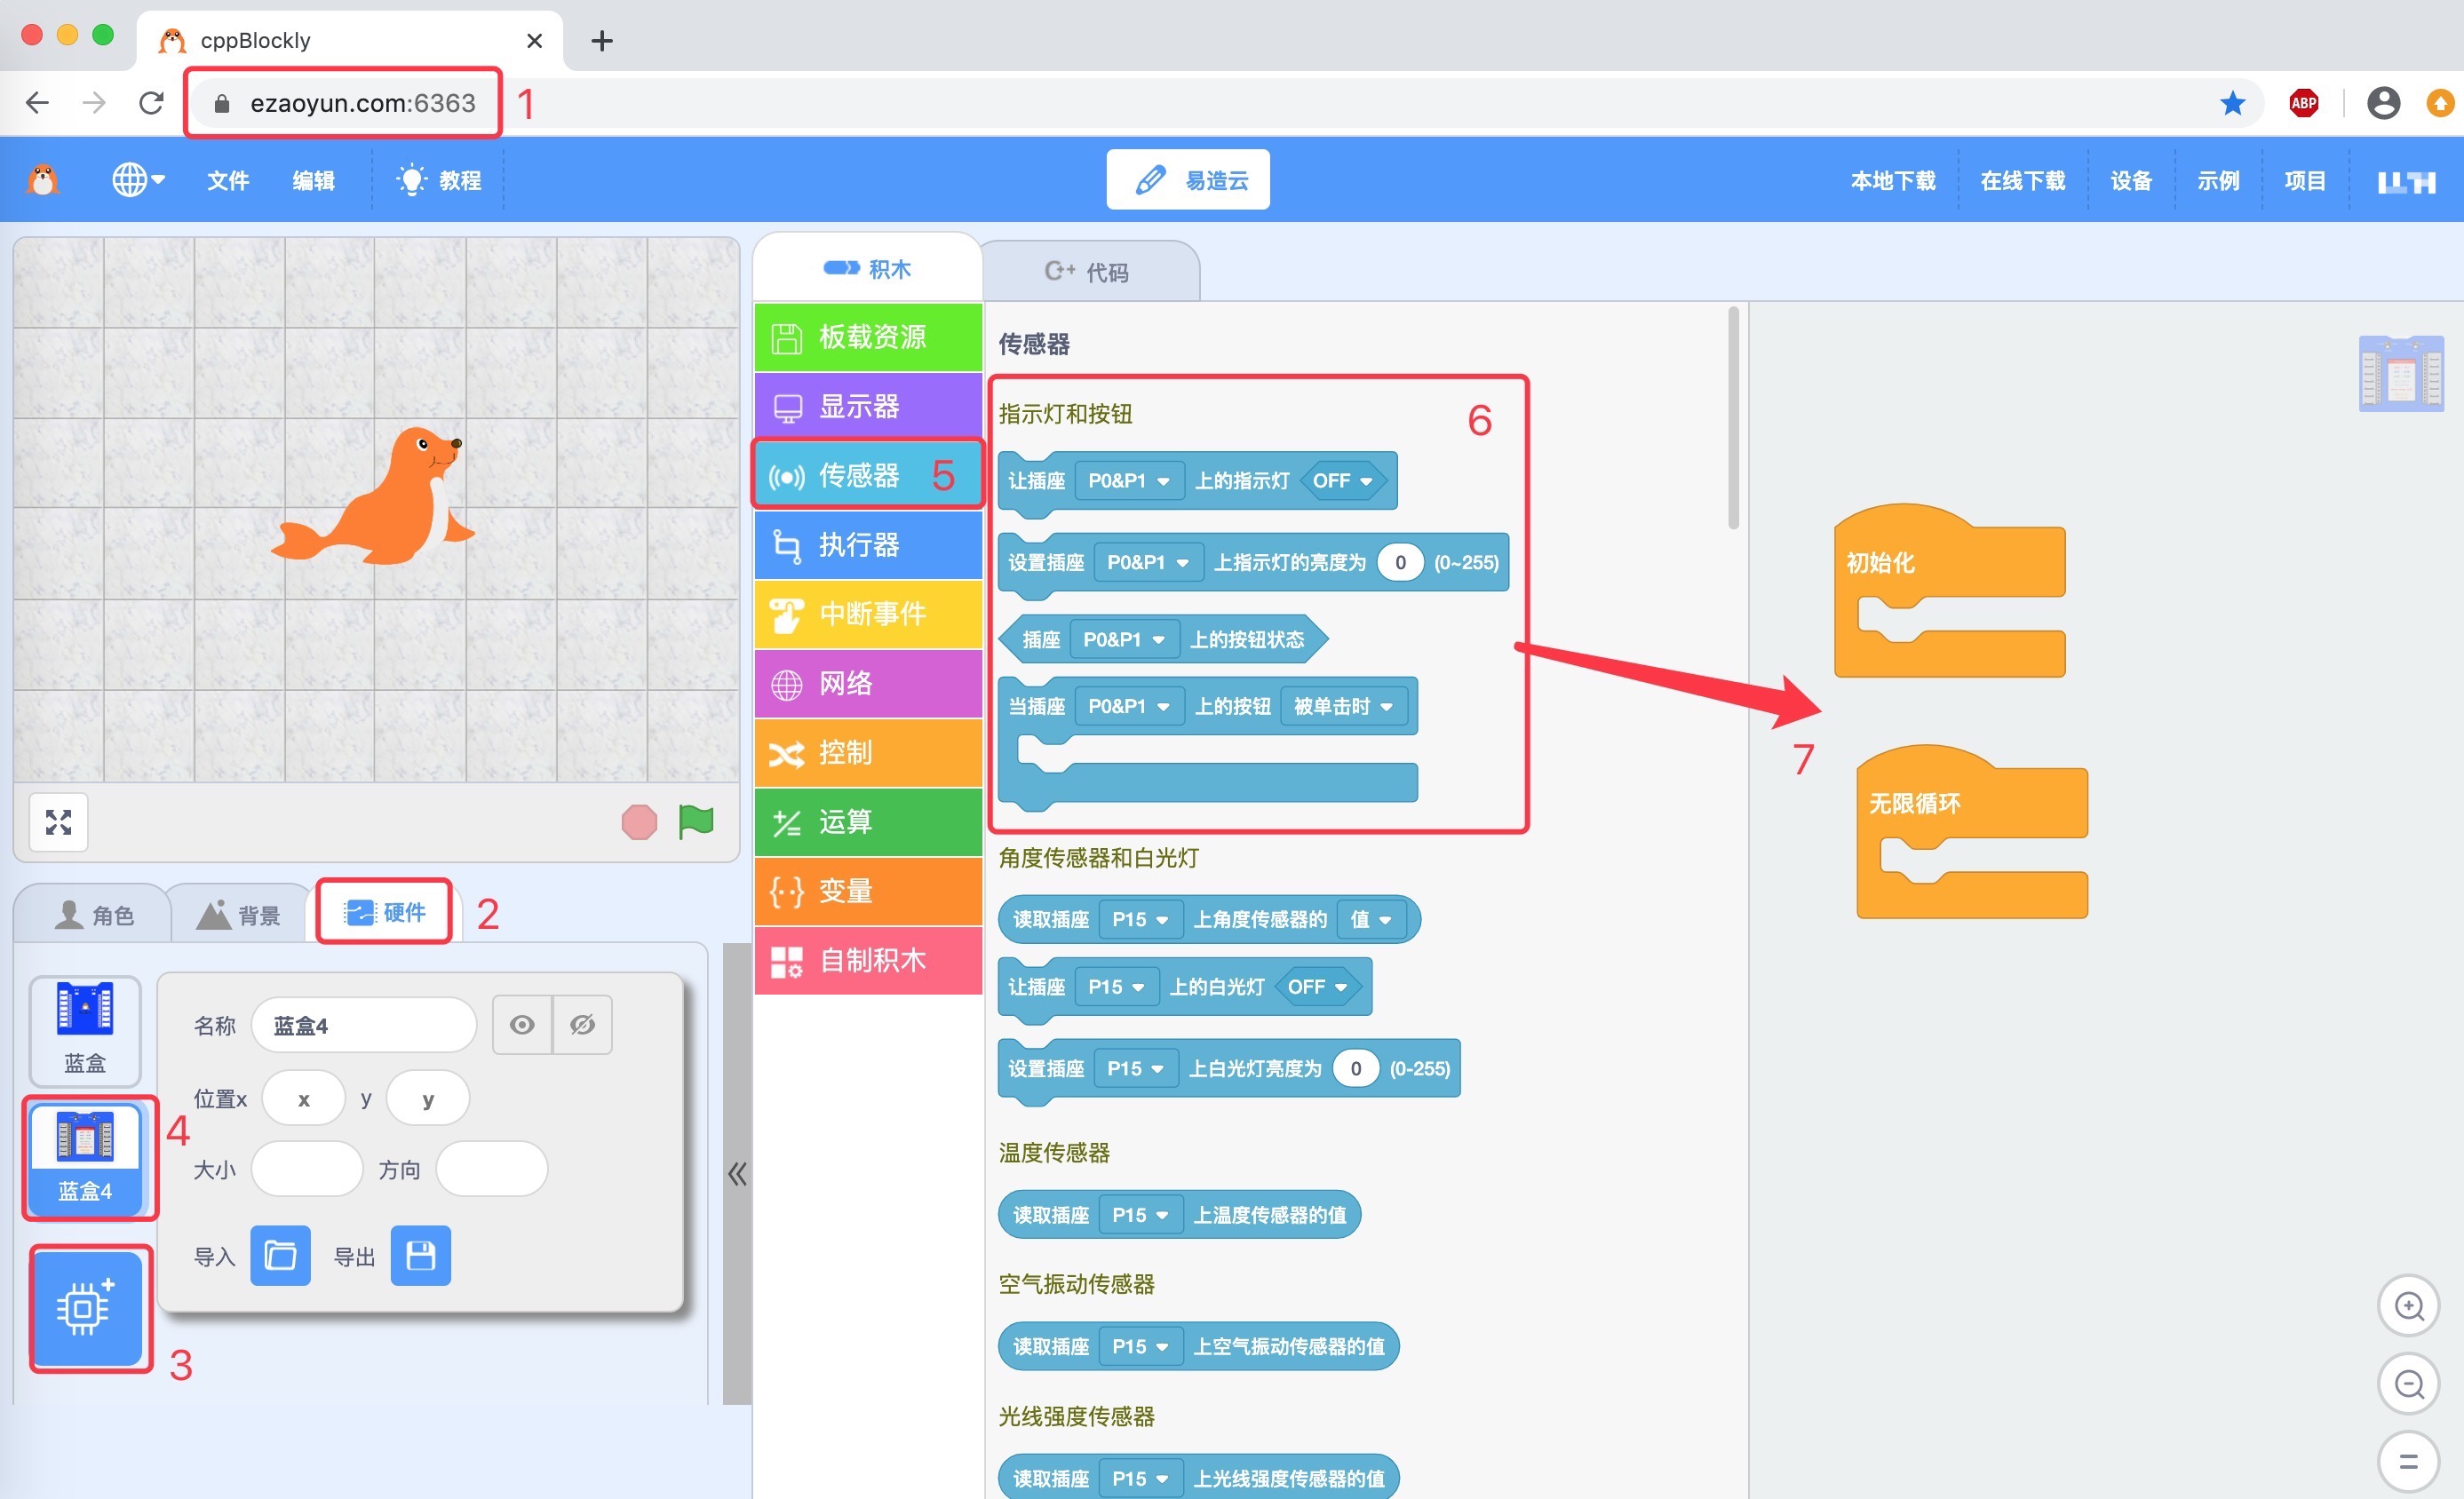 cppBlockly
ezaoyun.com:6363
1
ABP
文件
编辑
教程
易造云
本地下载
在线下载
设备
示例
项目
积木
C++ 代码
板载资源
显示器
传感器
5
执行器
中断事件
网络
控制
运算
变量
自制积木
传感器
指示灯和按钮
6
让插座 P0&P1 上的指示灯 OFF
设置插座 P0&P1 上指示灯的亮度为 0 (0~255)
插座 P0&P1 上的按钮状态
当插座 P0&P1 上的按钮 被单击时
角度传感器和白光灯
读取插座 P15 上角度传感器的 值
让插座 P15 上的白光灯 OFF
设置插座 P15 上白光灯亮度为 0 (0-255)
温度传感器
读取插座 P15 上温度传感器的值
空气振动传感器
读取插座 P15 上空气振动传感器的值
光线强度传感器
读取插座 P15 上光线强度传感器的值
初始化
7
无限循环
角色
背景
硬件
2
蓝盒
蓝盒4
4
3
名称 蓝盒4
位置x x y y
大小 方向
导入 导出